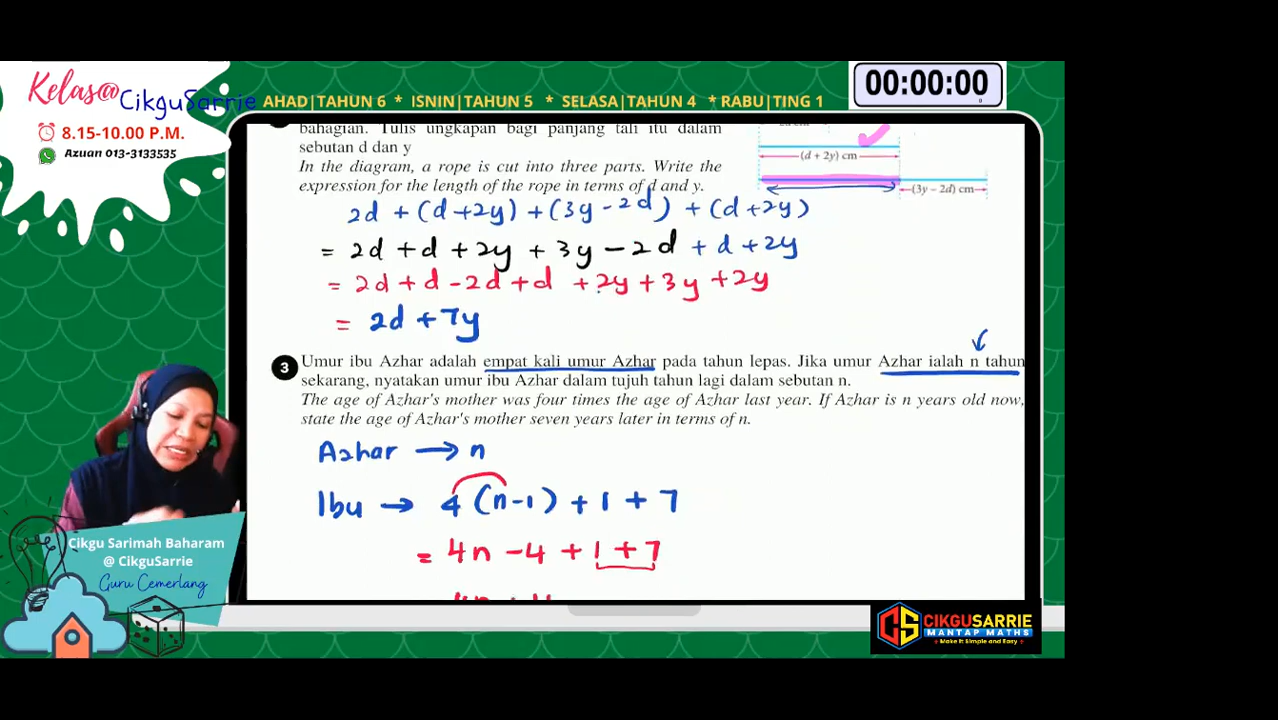 Kelas@CikguSarrie
8.15-10.00 P.M.
Azuan 013-3133535
AHAD|TAHUN 6 * ISNIN|TAHUN 5 * SELASA|TAHUN 4 * RABU|TING 1
00:00:00
bahagian. Tulis ungkapan bagi panjang tali itu dalam
sebutan d dan y
In the diagram, a rope is cut into three parts. Write the
expression for the length of the rope in terms of d and y.
(d + 2y) cm
(3y – 2d) cm
2d + (d+2y) + (3y – 2d) + (d+2y)
= 2d + d + 2y + 3y – 2d + d + 2y
= 2d + d – 2d + d + 2y + 3y + 2y
= 2d + 7y
3 Umur ibu Azhar adalah empat kali umur Azhar pada tahun lepas. Jika umur Azhar ialah n tahun
sekarang, nyatakan umur ibu Azhar dalam tujuh tahun lagi dalam sebutan n.
The age of Azhar's mother was four times the age of Azhar last year. If Azhar is n years old now,
state the age of Azhar's mother seven years later in terms of n.
Azhar → n
Ibu → 4 (n-1) + 1 + 7
= 4n – 4 + 1 + 7
Cikgu Sarimah Baharam
@ CikguSarrie
Guru Cemerlang
CS CIKGUSARRIE
MANTAP MATHS
Make It Simple and Easy